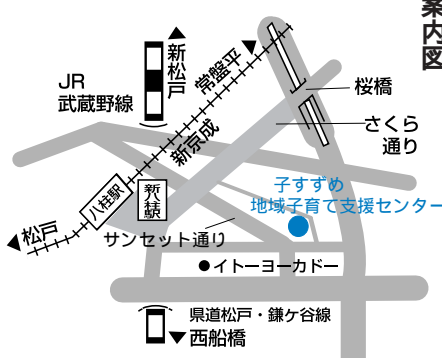 案内図
▲新松戸
常盤平▲
JR
武蔵野線
桜橋
新京成
さくら
通り
子すずめ
地域子育て支援センター
八柱駅
新八柱駅
◀松戸
サンセット通り
●イトーヨーカドー
県道松戸・鎌ケ谷線
▼西船橋